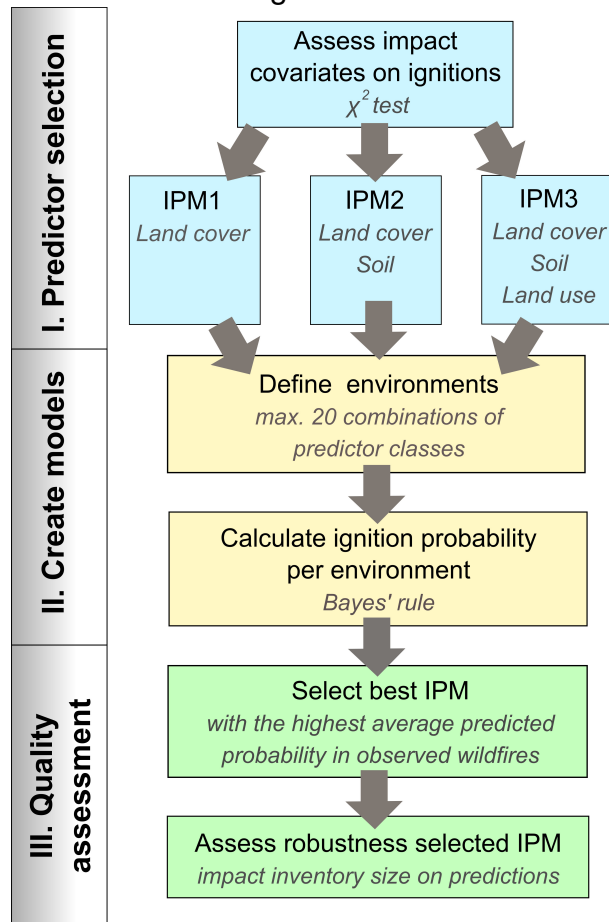 I. Predictor selection
Assess impact
covariates on ignitions
χ² test
IPM1
Land cover
IPM2
Land cover
Soil
IPM3
Land cover
Soil
Land use
II. Create models
Define environments
max. 20 combinations of
predictor classes
Calculate ignition probability
per environment
Bayes' rule
III. Quality
assessment
Select best IPM
with the highest average predicted
probability in observed wildfires
Assess robustness selected IPM
impact inventory size on predictions